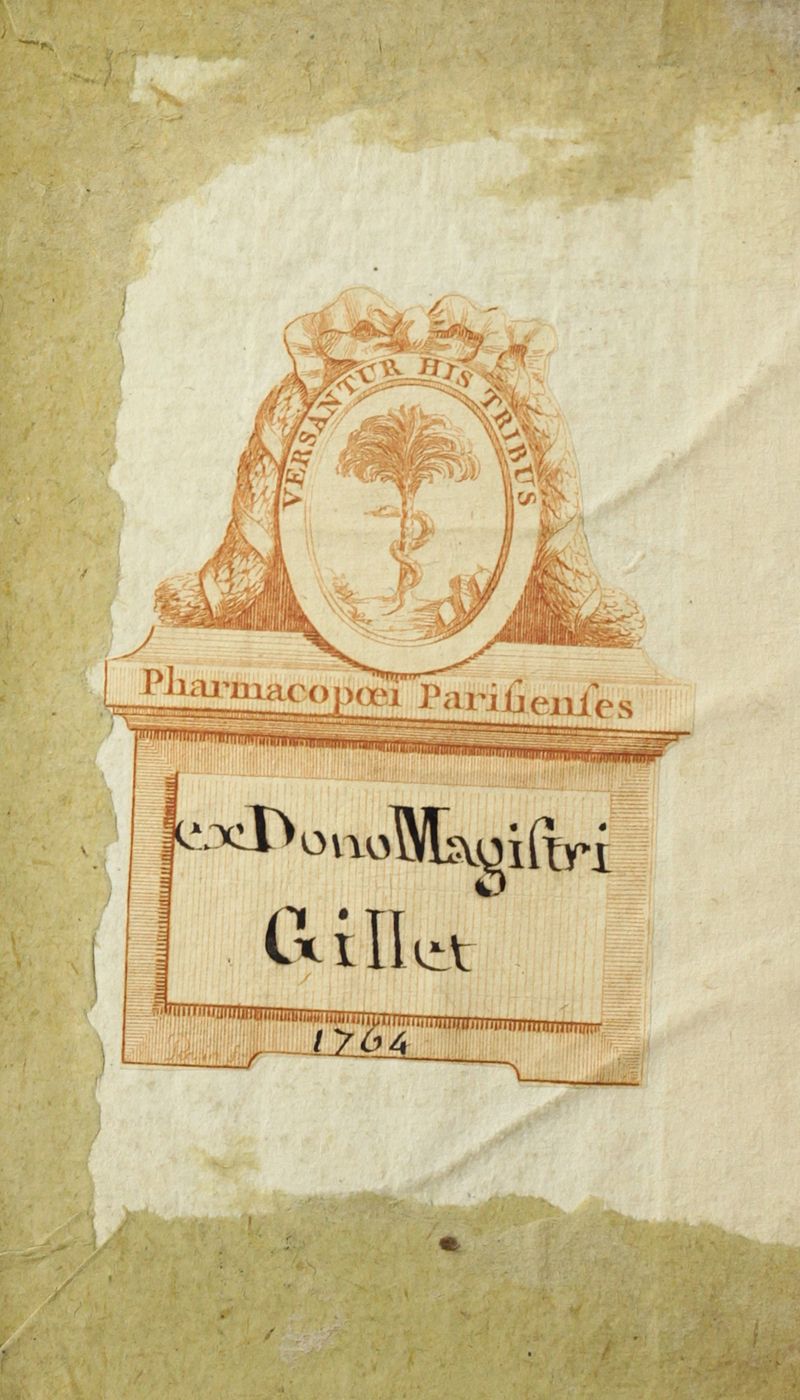 VERSANTUR HIS TRIBUS
Pharmacopœi Pariſienſes
ex Dono Magiſtri
Gillet
1764